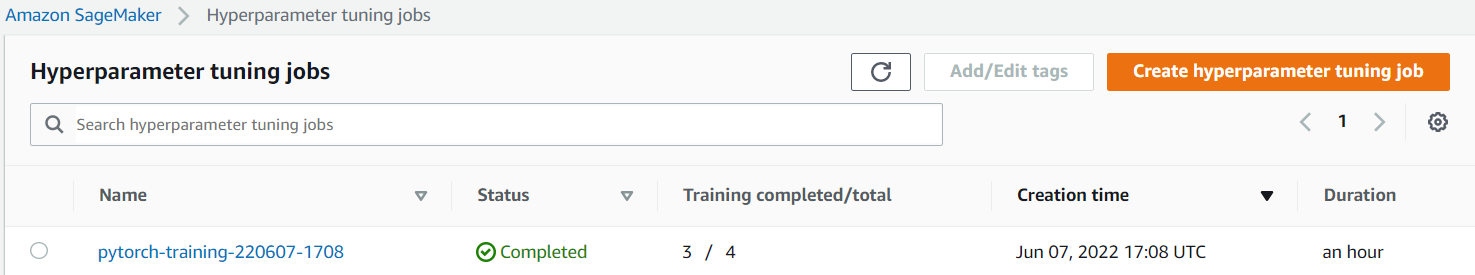 Amazon SageMaker > Hyperparameter tuning jobs
Hyperparameter tuning jobs Add/Edit tags Create hyperparameter tuning job
Search hyperparameter tuning jobs 1
Name Status Training completed/total Creation time Duration
pytorch-training-220607-1708 Completed 3 / 4 Jun 07, 2022 17:08 UTC an hour